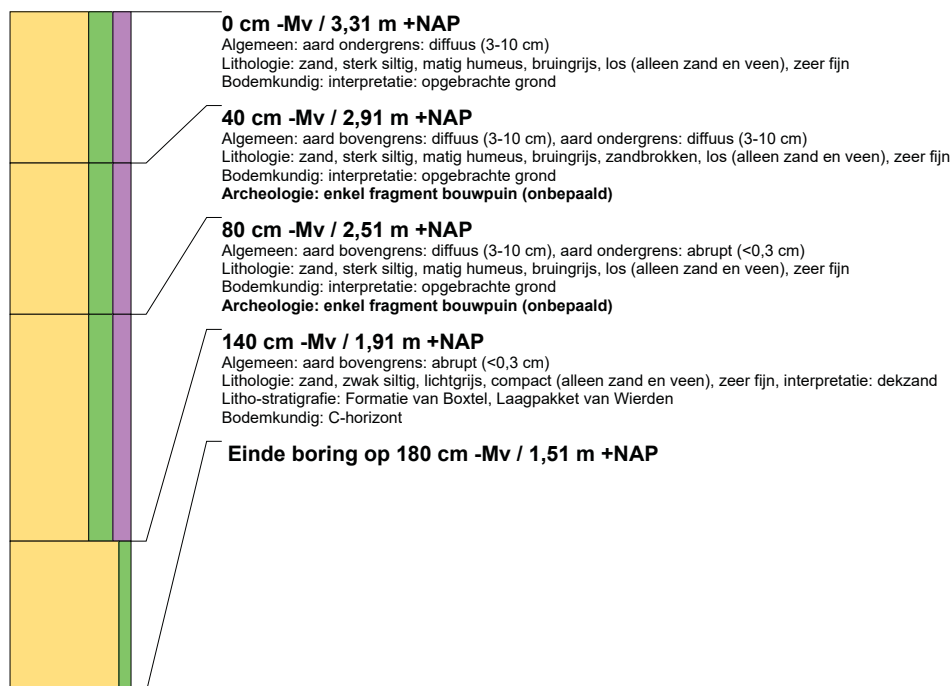 0 cm -Mv / 3,31 m +NAP
Algemeen: aard ondergrens: diffuus (3-10 cm)
Lithologie: zand, sterk siltig, matig humeus, bruingrijs, los (alleen zand en veen), zeer fijn
Bodemkundig: interpretatie: opgebrachte grond
40 cm -Mv / 2,91 m +NAP
Algemeen: aard bovengrens: diffuus (3-10 cm), aard ondergrens: diffuus (3-10 cm)
Lithologie: zand, sterk siltig, matig humeus, bruingrijs, zandbrokken, los (alleen zand en veen), zeer fijn
Bodemkundig: interpretatie: opgebrachte grond
Archeologie: enkel fragment bouwpuin (onbepaald)
80 cm -Mv / 2,51 m +NAP
Algemeen: aard bovengrens: diffuus (3-10 cm), aard ondergrens: abrupt (<0,3 cm)
Lithologie: zand, sterk siltig, matig humeus, bruingrijs, los (alleen zand en veen), zeer fijn
Bodemkundig: interpretatie: opgebrachte grond
Archeologie: enkel fragment bouwpuin (onbepaald)
140 cm -Mv / 1,91 m +NAP
Algemeen: aard bovengrens: abrupt (<0,3 cm)
Lithologie: zand, zwak siltig, lichtgrijs, compact (alleen zand en veen), zeer fijn, interpretatie: dekzand
Litho-stratigrafie: Formatie van Boxtel, Laagpakket van Wierden
Bodemkundig: C-horizont
Einde boring op 180 cm -Mv / 1,51 m +NAP